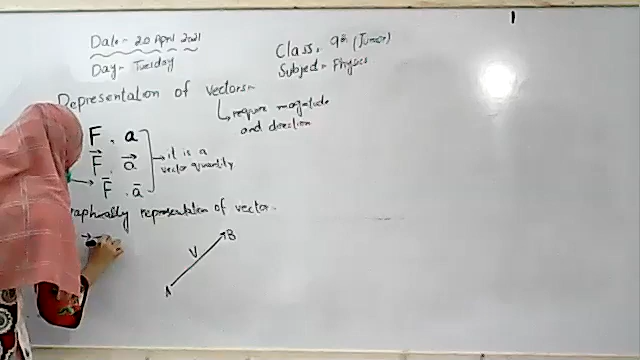 Date:- 20 April 2021
Day:- Tuesday
Class:- 9th (Junior)
Subject:- Physics
Representation of vectors:-
require magnitude
and direction
F , a
F⃗ , a⃗
F̄ , ā
it is a
vector quantity
raphically representation of vector.
A
V
B